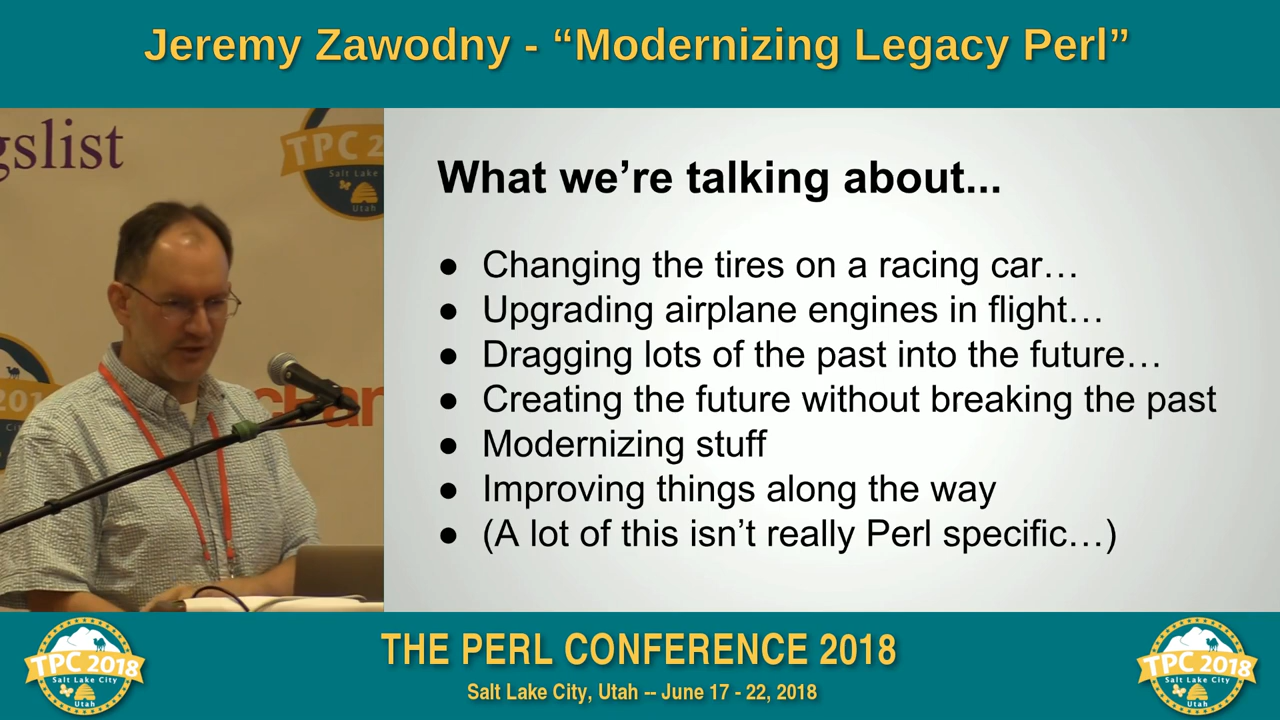 Jeremy Zawodny - “Modernizing Legacy Perl”
gslist
TPC 2
Salt Lake
Utah
201
What we’re talking about...
● Changing the tires on a racing car…
● Upgrading airplane engines in flight…
● Dragging lots of the past into the future…
● Creating the future without breaking the past
● Modernizing stuff
● Improving things along the way
● (A lot of this isn’t really Perl specific…)
TPC 2018
Salt Lake City
Utah
THE PERL CONFERENCE 2018
Salt Lake City, Utah -- June 17 - 22, 2018
TPC 2018
Salt Lake City
Utah